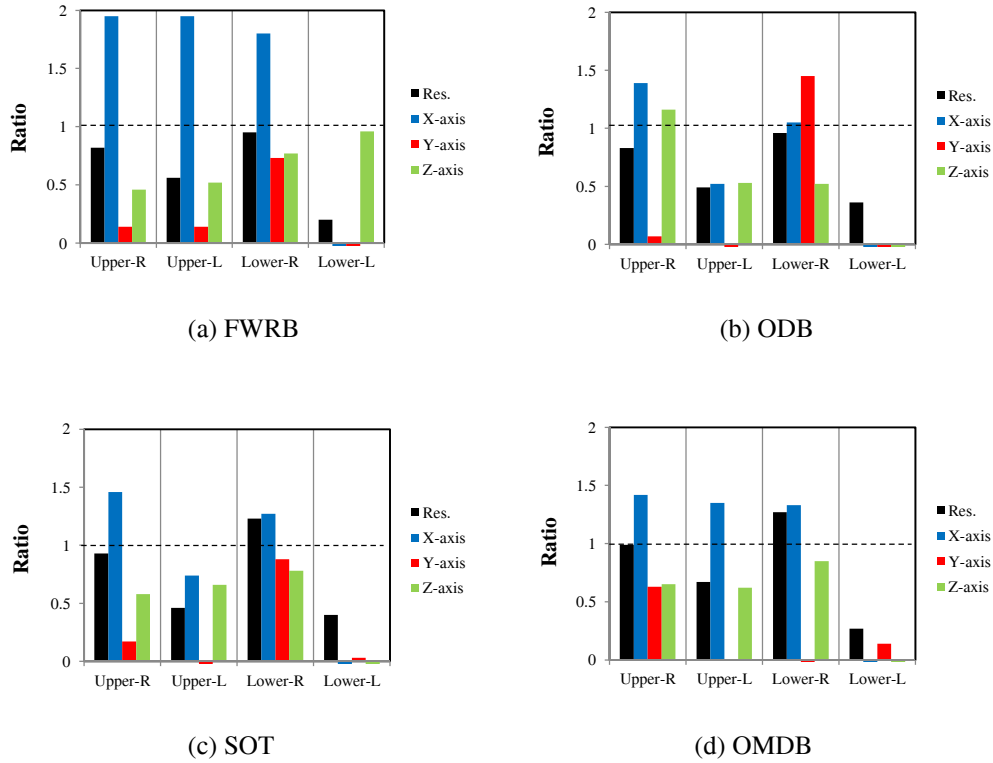 Ratio
2
1.5
1
0.5
0
Upper-R Upper-L Lower-R Lower-L
Res.
X-axis
Y-axis
Z-axis
(a) FWRB
Ratio
2
1.5
1
0.5
0
Upper-R Upper-L Lower-R Lower-L
Res.
X-axis
Y-axis
Z-axis
(b) ODB
Ratio
2
1.5
1
0.5
0
Upper-R Upper-L Lower-R Lower-L
Res.
X-axis
Y-axis
Z-axis
(c) SOT
Ratio
2
1.5
1
0.5
0
Upper-R Upper-L Lower-R Lower-L
Res.
X-axis
Y-axis
Z-axis
(d) OMDB